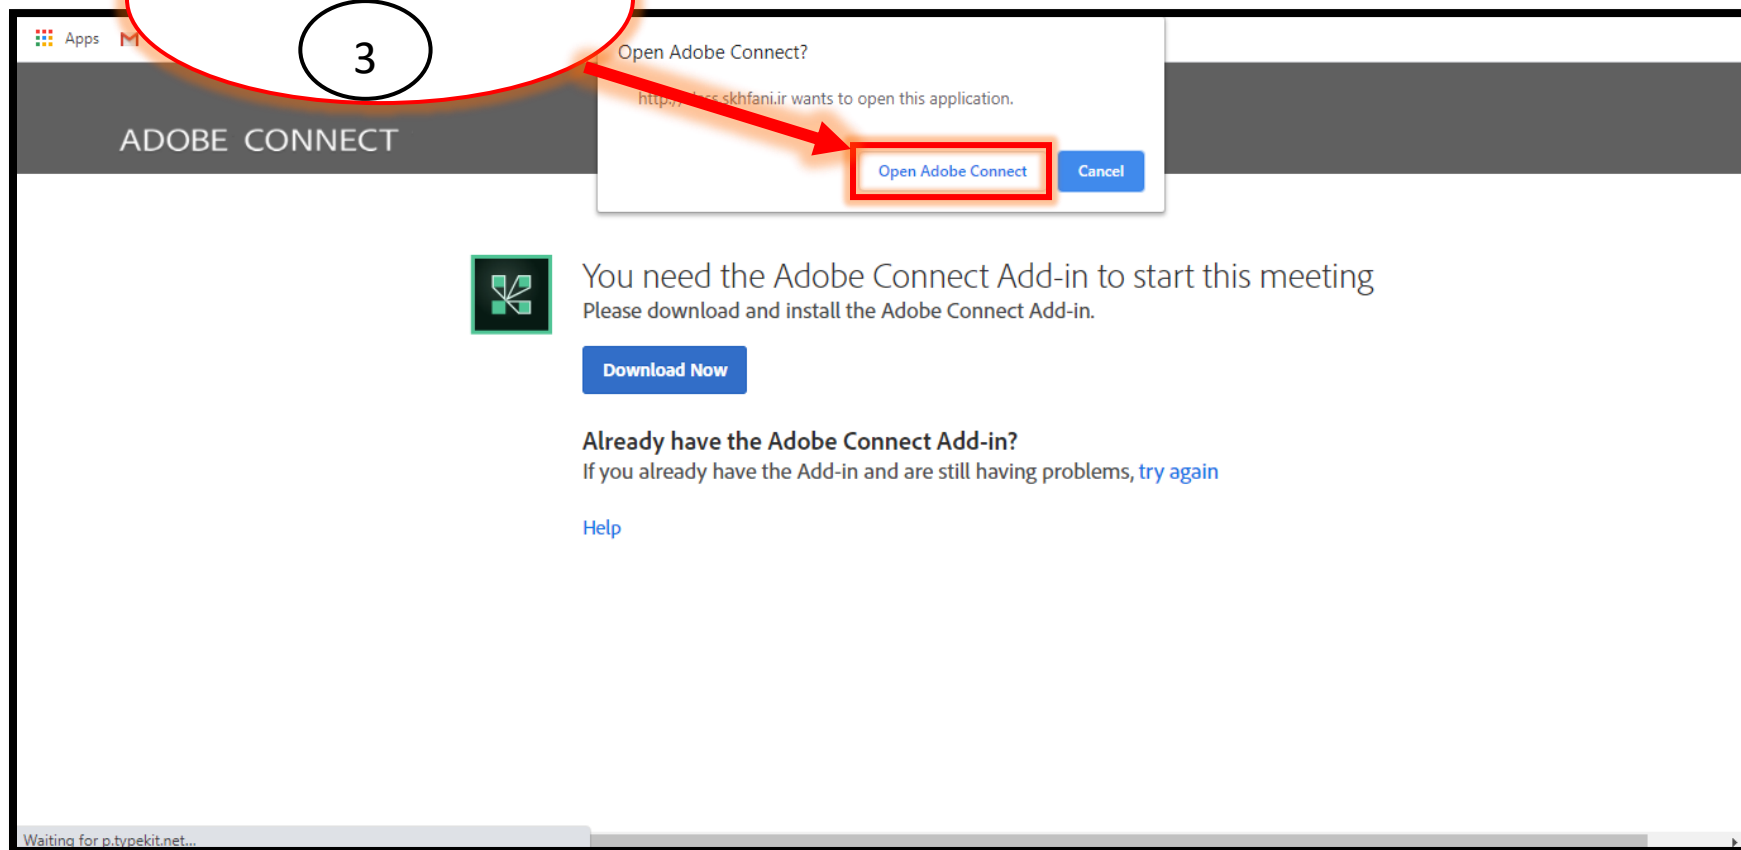 Apps
3
Open Adobe Connect?
skhfani.ir wants to open this application.
ADOBE CONNECT
Open Adobe Connect
Cancel
You need the Adobe Connect Add-in to start this meeting
Please download and install the Adobe Connect Add-in.
Download Now
Already have the Adobe Connect Add-in?
If you already have the Add-in and are still having problems, try again
Help
Waiting for p.typekit.net...